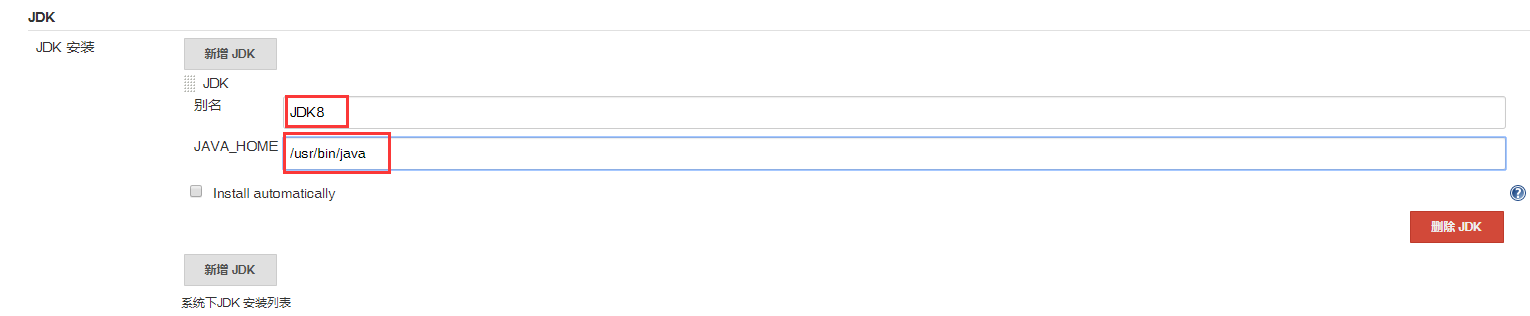 JDK
JDK 安装
新增 JDK
JDK
别名
JDK8
JAVA_HOME
/usr/bin/java
Install automatically
?
删除 JDK
新增 JDK
系统下JDK 安装列表